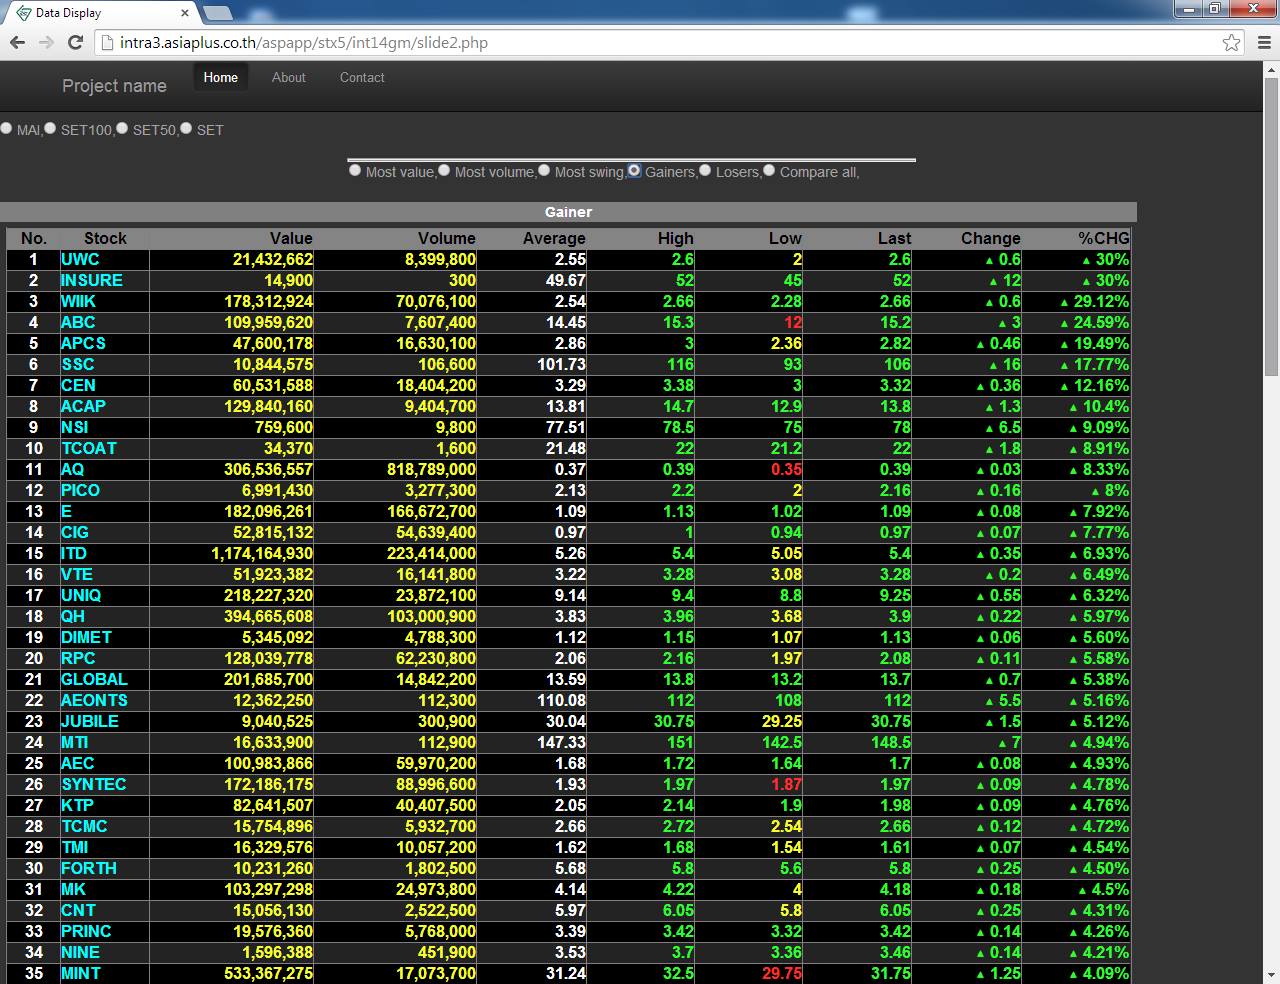 Data Display
intra3.asiaplus.co.th/aspapp/stx5/int14gm/slide2.php
Project name Home About Contact
MAI, SET100, SET50, SET
Most value, Most volume, Most swing, Gainers, Losers, Compare all,
Gainer
No. Stock Value Volume Average High Low Last Change %CHG
1 UWC 21,432,662 8,399,800 2.55 2.6 2 2.6 ▲ 0.6 ▲ 30%
2 INSURE 14,900 300 49.67 52 45 52 ▲ 12 ▲ 30%
3 WIIK 178,312,924 70,076,100 2.54 2.66 2.28 2.66 ▲ 0.6 ▲ 29.12%
4 ABC 109,959,620 7,607,400 14.45 15.3 12 15.2 ▲ 3 ▲ 24.59%
5 APCS 47,600,178 16,630,100 2.86 3 2.36 2.82 ▲ 0.46 ▲ 19.49%
6 SSC 10,844,575 106,600 101.73 116 93 106 ▲ 16 ▲ 17.77%
7 CEN 60,531,588 18,404,200 3.29 3.38 3 3.32 ▲ 0.36 ▲ 12.16%
8 ACAP 129,840,160 9,404,700 13.81 14.7 12.9 13.8 ▲ 1.3 ▲ 10.4%
9 NSI 759,600 9,800 77.51 78.5 75 78 ▲ 6.5 ▲ 9.09%
10 TCOAT 34,370 1,600 21.48 22 21.2 22 ▲ 1.8 ▲ 8.91%
11 AQ 306,536,557 818,789,000 0.37 0.39 0.35 0.39 ▲ 0.03 ▲ 8.33%
12 PICO 6,991,430 3,277,300 2.13 2.2 2 2.16 ▲ 0.16 ▲ 8%
13 E 182,096,261 166,672,700 1.09 1.13 1.02 1.09 ▲ 0.08 ▲ 7.92%
14 CIG 52,815,132 54,639,400 0.97 1 0.94 0.97 ▲ 0.07 ▲ 7.77%
15 ITD 1,174,164,930 223,414,000 5.26 5.4 5.05 5.4 ▲ 0.35 ▲ 6.93%
16 VTE 51,923,382 16,141,800 3.22 3.28 3.08 3.28 ▲ 0.2 ▲ 6.49%
17 UNIQ 218,227,320 23,872,100 9.14 9.4 8.8 9.25 ▲ 0.55 ▲ 6.32%
18 QH 394,665,608 103,000,900 3.83 3.96 3.68 3.9 ▲ 0.22 ▲ 5.97%
19 DIMET 5,345,092 4,788,300 1.12 1.15 1.07 1.13 ▲ 0.06 ▲ 5.60%
20 RPC 128,039,778 62,230,800 2.06 2.16 1.97 2.08 ▲ 0.11 ▲ 5.58%
21 GLOBAL 201,685,700 14,842,200 13.59 13.8 13.2 13.7 ▲ 0.7 ▲ 5.38%
22 AEONTS 12,362,250 112,300 110.08 112 108 112 ▲ 5.5 ▲ 5.16%
23 JUBILE 9,040,525 300,900 30.04 30.75 29.25 30.75 ▲ 1.5 ▲ 5.12%
24 MTI 16,633,900 112,900 147.33 151 142.5 148.5 ▲ 7 ▲ 4.94%
25 AEC 100,983,866 59,970,200 1.68 1.72 1.64 1.7 ▲ 0.08 ▲ 4.93%
26 SYNTEC 172,186,175 88,996,600 1.93 1.97 1.87 1.97 ▲ 0.09 ▲ 4.78%
27 KTP 82,641,507 40,407,500 2.05 2.14 1.9 1.98 ▲ 0.09 ▲ 4.76%
28 TCMC 15,754,896 5,932,700 2.66 2.72 2.54 2.66 ▲ 0.12 ▲ 4.72%
29 TMI 16,329,576 10,057,200 1.62 1.68 1.54 1.61 ▲ 0.07 ▲ 4.54%
30 FORTH 10,231,260 1,802,500 5.68 5.8 5.6 5.8 ▲ 0.25 ▲ 4.50%
31 MK 103,297,298 24,973,800 4.14 4.22 4 4.18 ▲ 0.18 ▲ 4.5%
32 CNT 15,056,130 2,522,500 5.97 6.05 5.8 6.05 ▲ 0.25 ▲ 4.31%
33 PRINC 19,576,360 5,768,000 3.39 3.42 3.32 3.42 ▲ 0.14 ▲ 4.26%
34 NINE 1,596,388 451,900 3.53 3.7 3.36 3.46 ▲ 0.14 ▲ 4.21%
35 MINT 533,367,275 17,073,700 31.24 32.5 29.75 31.75 ▲ 1.25 ▲ 4.09%